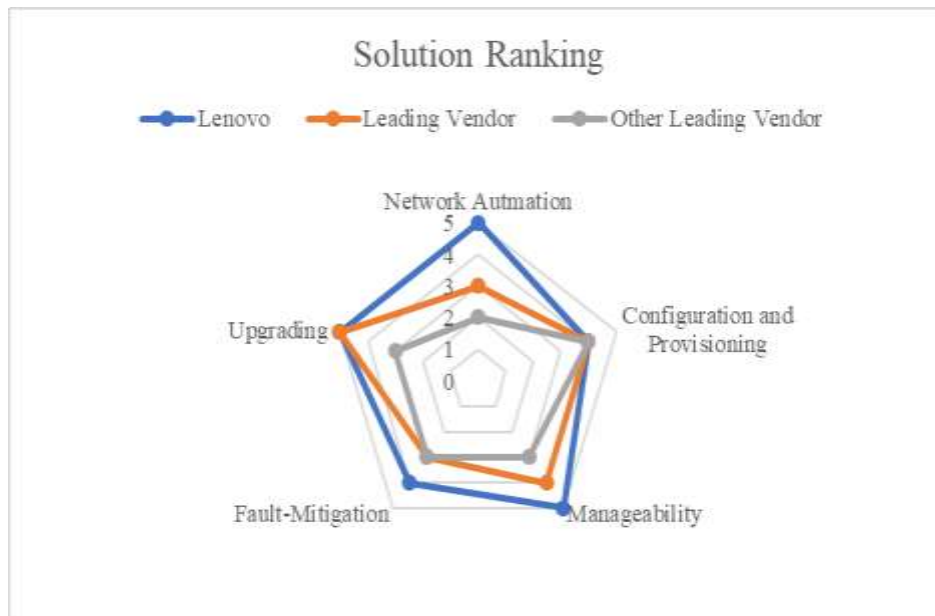 Solution Ranking
Lenovo Leading Vendor Other Leading Vendor
Network Autmation
5
4
3
2
1
0
Configuration and
Provisioning
Upgrading
Fault-Mitigation
Manageability